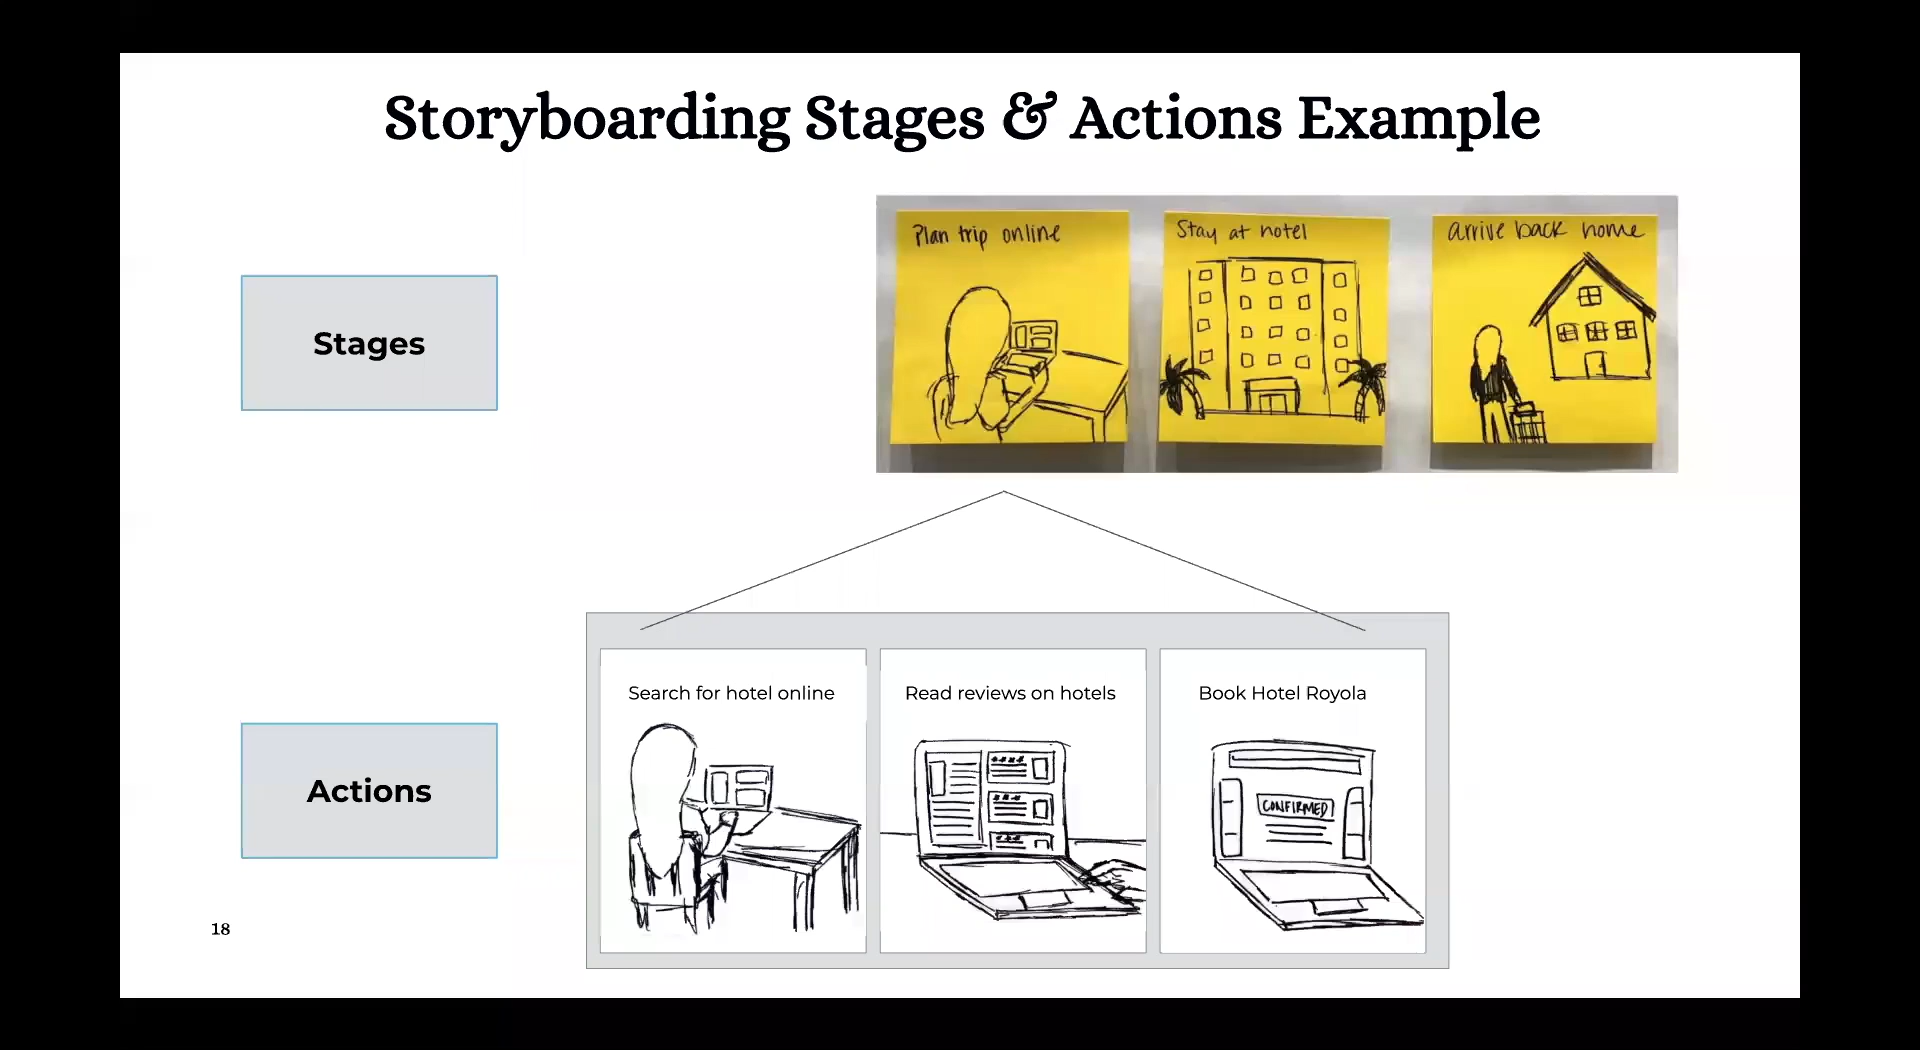 Storyboarding Stages & Actions Example
Stages
Plan trip online
Stay at hotel
arrive back home
Actions
Search for hotel online
Read reviews on hotels
Book Hotel Royola
CONFIRMED
18